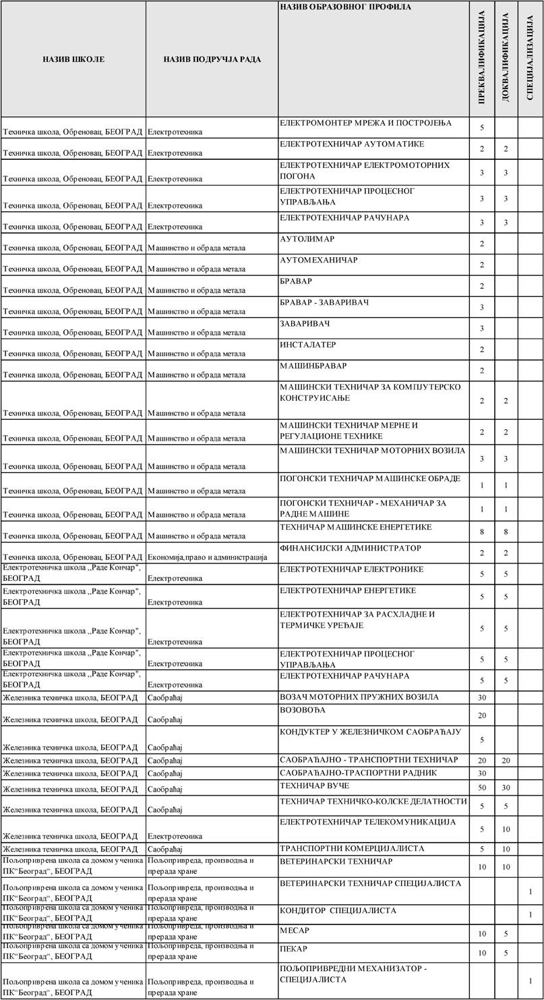 НАЗИВ ШКОЛЕ НАЗИВ ПОДРУЧЈА РАДА НАЗИВ ОБРАЗОВНОГ ПРОФИЛА ПРЕКВАЛИФИКАЦИЈА ДОКВАЛИФИКАЦИЈА СПЕЦИЈАЛИЗАЦИЈА
Техничка школа, Обреновац, БЕОГРАД Електротехника ЕЛЕКТРОМОНТЕР МРЕЖА И ПОСТРОЈЕЊА 5
Техничка школа, Обреновац, БЕОГРАД Електротехника ЕЛЕКТРОТЕХНИЧАР АУТОМАТИКЕ 2 2
Техничка школа, Обреновац, БЕОГРАД Електротехника ЕЛЕКТРОТЕХНИЧАР ЕЛЕКТРОМОТОРНИХ
ПОГОНА 3 3
Техничка школа, Обреновац, БЕОГРАД Електротехника ЕЛЕКТРОТЕХНИЧАР ПРОЦЕСНОГ
УПРАВЉАЊА 3 3
Техничка школа, Обреновац, БЕОГРАД Електротехника ЕЛЕКТРОТЕХНИЧАР РАЧУНАРА 3 3
Техничка школа, Обреновац, БЕОГРАД Машинство и обрада метала АУТОЛИМАР 2
Техничка школа, Обреновац, БЕОГРАД Машинство и обрада метала АУТОМЕХАНИЧАР 2
Техничка школа, Обреновац, БЕОГРАД Машинство и обрада метала БРАВАР 2
Техничка школа, Обреновац, БЕОГРАД Машинство и обрада метала БРАВАР - ЗАВАРИВАЧ 3
Техничка школа, Обреновац, БЕОГРАД Машинство и обрада метала ЗАВАРИВАЧ 3
Техничка школа, Обреновац, БЕОГРАД Машинство и обрада метала ИНСТАЛАТЕР 2
Техничка школа, Обреновац, БЕОГРАД Машинство и обрада метала МАШИНБРАВАР 2
Техничка школа, Обреновац, БЕОГРАД Машинство и обрада метала МАШИНСКИ ТЕХНИЧАР ЗА КОМПЈУТЕРСКО
КОНСТРУИСАЊЕ 2 2
Техничка школа, Обреновац, БЕОГРАД Машинство и обрада метала МАШИНСКИ ТЕХНИЧАР МЕРНЕ И
РЕГУЛАЦИОНЕ ТЕХНИКЕ 2 2
Техничка школа, Обреновац, БЕОГРАД Машинство и обрада метала МАШИНСКИ ТЕХНИЧАР МОТОРНИХ ВОЗИЛА 3 3
Техничка школа, Обреновац, БЕОГРАД Машинство и обрада метала ПОГОНСКИ ТЕХНИЧАР МАШИНСКЕ ОБРАДЕ 1 1
Техничка школа, Обреновац, БЕОГРАД Машинство и обрада метала ПОГОНСКИ ТЕХНИЧАР - МЕХАНИЧАР ЗА
РАДНЕ МАШИНЕ 1 1
Техничка школа, Обреновац, БЕОГРАД Машинство и обрада метала ТЕХНИЧАР МАШИНСКЕ ЕНЕРГЕТИКЕ 8 8
Техничка школа, Обреновац, БЕОГРАД Економија,право и администрација ФИНАНСИЈСКИ АДМИНИСТРАТОР 2 2
Електротехничка школа ,,Раде Кончар",
БЕОГРАД Електротехника ЕЛЕКТРОТЕХНИЧАР ЕЛЕКТРОНИКЕ 5 5
Електротехничка школа ,,Раде Кончар",
БЕОГРАД Електротехника ЕЛЕКТРОТЕХНИЧАР ЕНЕРГЕТИКЕ 5 5
Електротехничка школа ,,Раде Кончар",
БЕОГРАД Електротехника ЕЛЕКТРОТЕХНИЧАР ЗА РАСХЛАДНЕ И
ТЕРМИЧКЕ УРЕЂАЈЕ 5 5
Електротехничка школа ,,Раде Кончар",
БЕОГРАД Електротехника ЕЛЕКТРОТЕХНИЧАР ПРОЦЕСНОГ
УПРАВЉАЊА 5 5
Електротехничка школа ,,Раде Кончар",
БЕОГРАД Електротехника ЕЛЕКТРОТЕХНИЧАР РАЧУНАРА 5 5
Железника техничка школа, БЕОГРАД Саобраћај ВОЗАЧ МОТОРНИХ ПРУЖНИХ ВОЗИЛА 30
Железника техничка школа, БЕОГРАД Саобраћај ВОЗОВОЂА 20
Железника техничка школа, БЕОГРАД Саобраћај КОНДУКТЕР У ЖЕЛЕЗНИЧКОМ САОБРАЋАЈУ 5
Железника техничка школа, БЕОГРАД Саобраћај САОБРАЋАЈНО - ТРАНСПОРТНИ ТЕХНИЧАР 20 20
Железника техничка школа, БЕОГРАД Саобраћај САОБРАЋАЈНО-ТРАСПОРТНИ РАДНИК 30
Железника техничка школа, БЕОГРАД Саобраћај ТЕХНИЧАР ВУЧЕ 50 30
Железника техничка школа, БЕОГРАД Саобраћај ТЕХНИЧАР ТЕХНИЧКО-КОЛСКЕ ДЕЛАТНОСТИ 5 5
Железника техничка школа, БЕОГРАД Електротехника ЕЛЕКТРОТЕХНИЧАР ТЕЛЕКОМУНИКАЦИЈА 5 10
Железника техничка школа, БЕОГРАД Саобраћај ТРАНСПОРТНИ КОМЕРЦИЈАЛИСТА 5 10
Пољоприврена школа са домом ученика Пољопривреда, производња и ВЕТЕРИНАРСКИ ТЕХНИЧАР
ПК“Београд“, БЕОГРАД прерада хране 10 10
Пољоприврена школа са домом ученика Пољопривреда, производња и ВЕТЕРИНАРСКИ ТЕХНИЧАР СПЕЦИЈАЛИСТА
ПК“Београд“, БЕОГРАД прерада хране 1
Пољоприврена школа са домом ученика Пољопривреда, производња и КОНДИТОР СПЕЦИЈАЛИСТА
ПК“Београд“, БЕОГРАД прерада хране 1
Пољоприврена школа са домом ученика Пољопривреда, производња и МЕСАР
ПК“Београд“, БЕОГРАД прерада хране 10 5
Пољоприврена школа са домом ученика Пољопривреда, производња и ПЕКАР
ПК“Београд“, БЕОГРАД прерада хране 10 5
Пољоприврена школа са домом ученика Пољопривреда, производња и ПОЉОПРИВРЕДНИ МЕХАНИЗАТОР -
ПК“Београд“, БЕОГРАД прерада хране СПЕЦИЈАЛИСТА 1